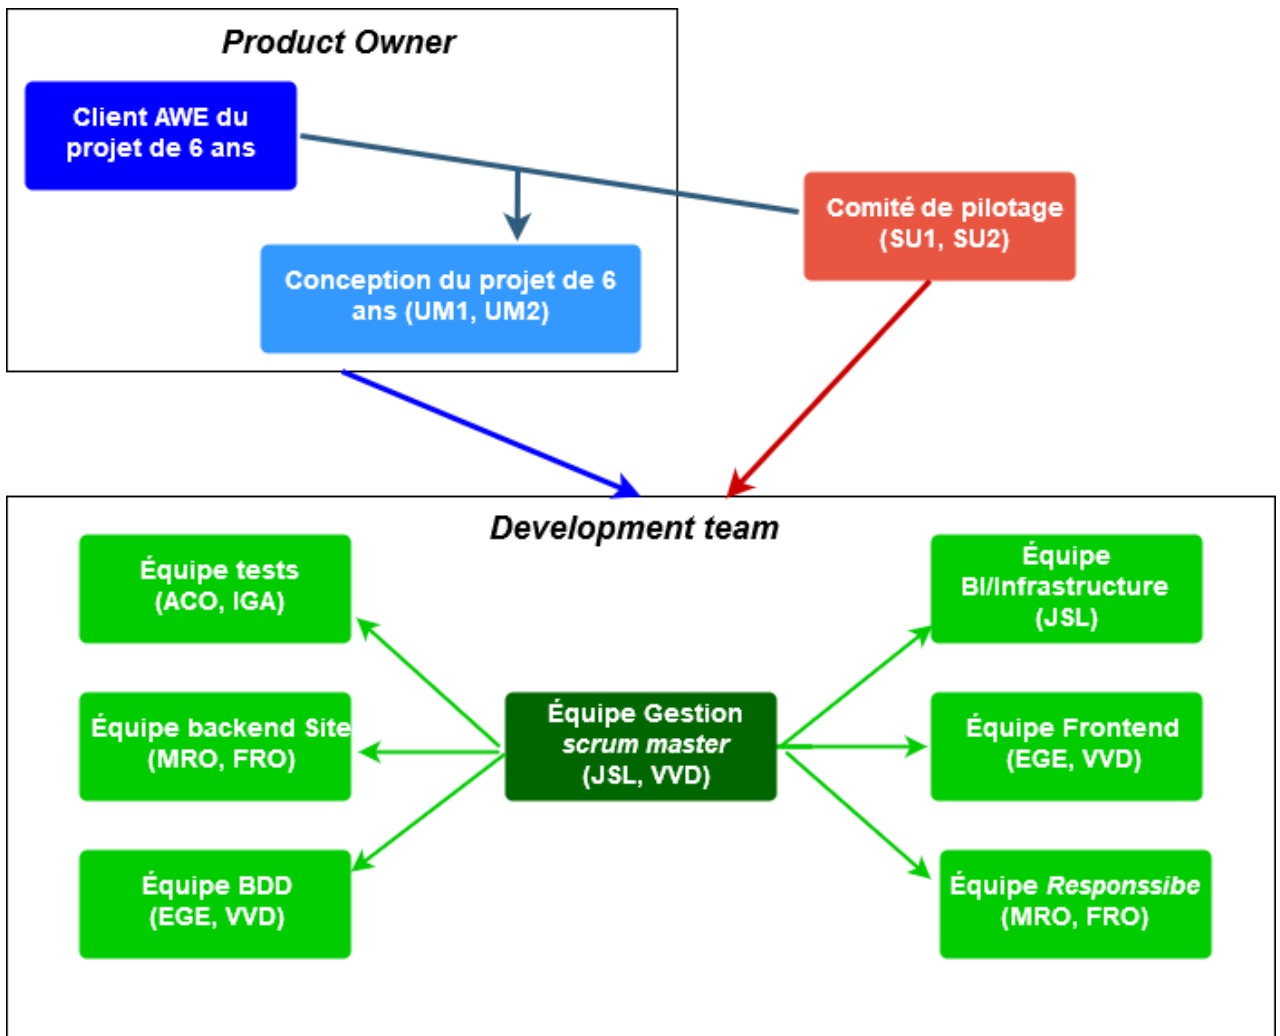 Product Owner
Client AWE du
projet de 6 ans
Comité de pilotage
(SU1, SU2)
Conception du projet de 6
ans (UM1, UM2)
Development team
Équipe tests
(ACO, IGA)
Équipe
BI/Infrastructure
(JSL)
Équipe backend Site
(MRO, FRO)
Équipe Gestion
scrum master
(JSL, VVD)
Équipe Frontend
(EGE, VVD)
Équipe BDD
(EGE, VVD)
Équipe Responssibe
(MRO, FRO)